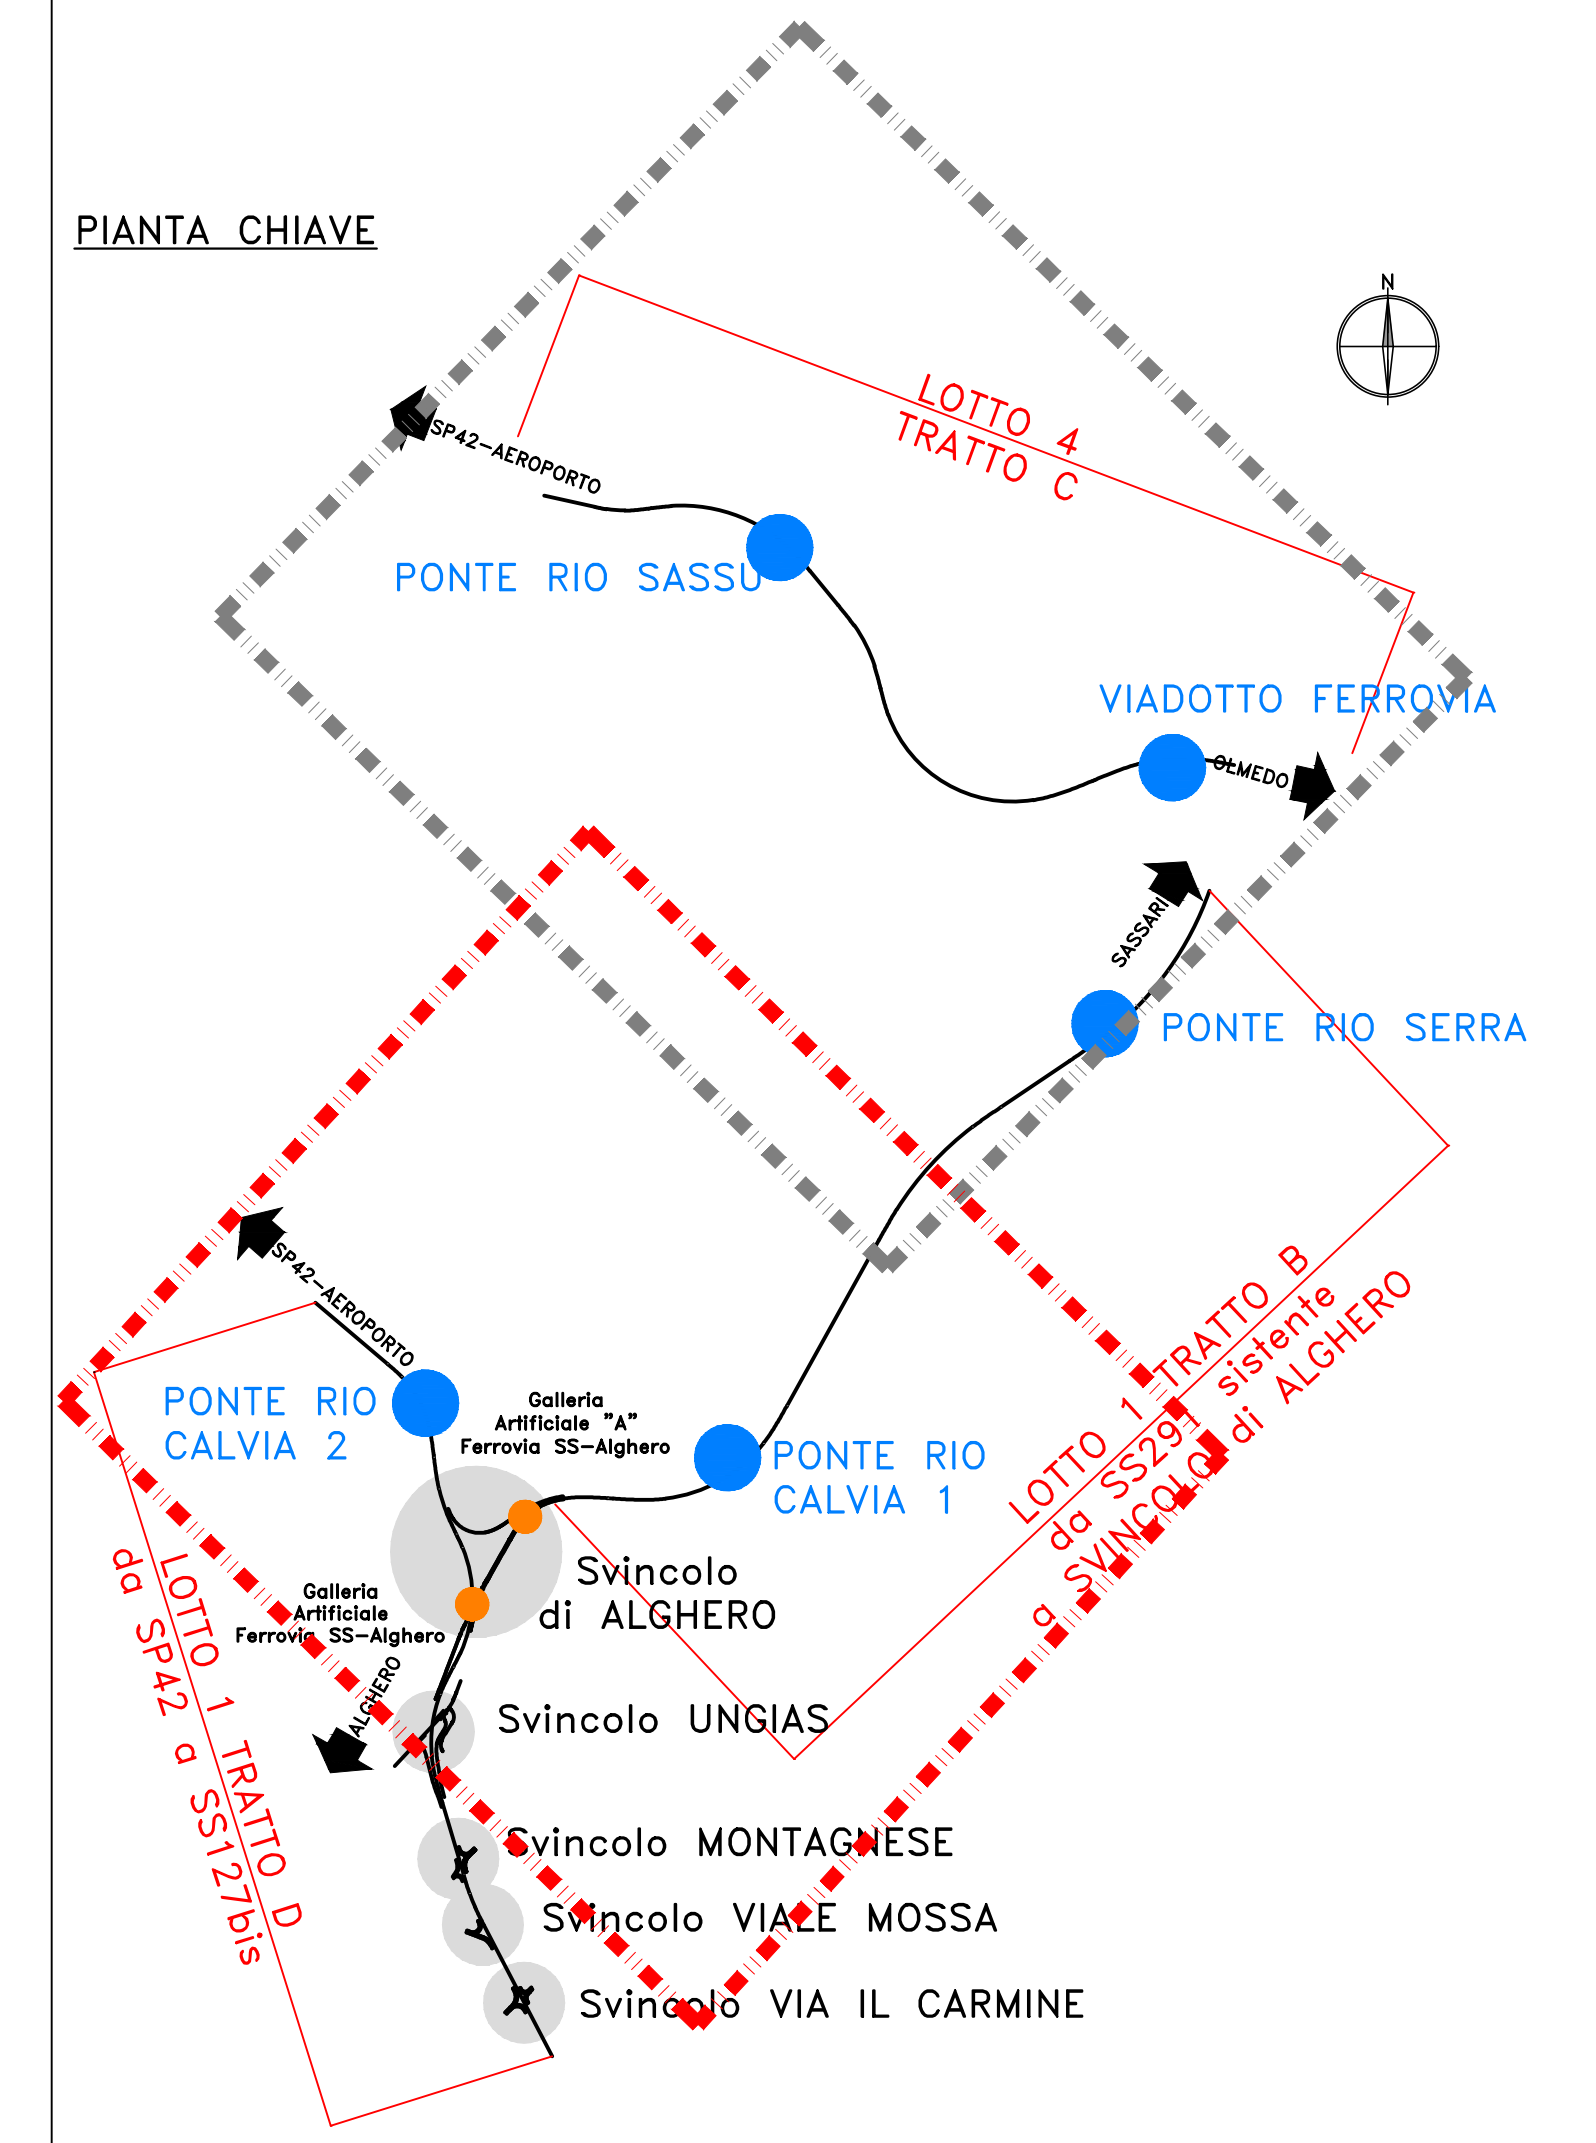 PIANTA CHIAVE
N
LOTTO 4
TRATTO C
SP42-AEROPORTO
PONTE RIO SASSU
VIADOTTO FERROVIA
OLMEDO
SASSARI
PONTE RIO SERRA
SP42-AEROPORTO
PONTE RIO
CALVIA 2
Galleria
Artificiale "A"
Ferrovia SS-Alghero
PONTE RIO
CALVIA 1
LOTTO 1 TRATTO B
da SS291 sistente
a SVINCOLO di ALGHERO
Svincolo
di ALGHERO
Galleria
Artificiale
Ferrovia SS-Alghero
LOTTO 1 TRATTO D
da SP42 a SS127bis
ALGHERO
Svincolo UNGIAS
Svincolo MONTAGNESE
Svincolo VIALE MOSSA
Svincolo VIA IL CARMINE